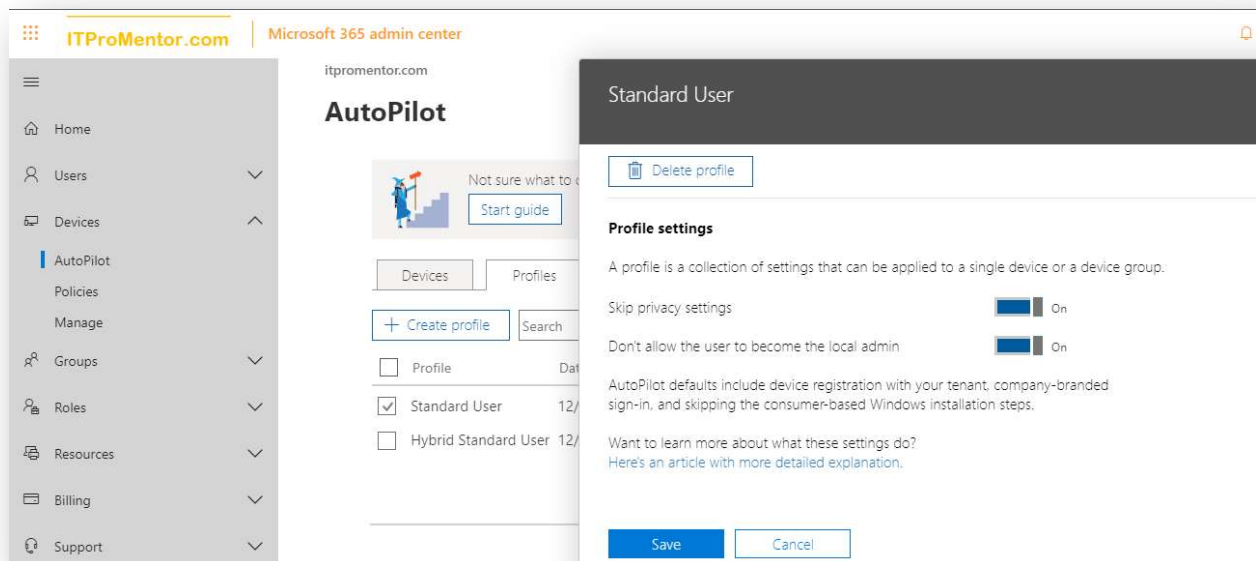 ITProMentor.com
Microsoft 365 admin center
Home
Users
Devices
AutoPilot
Policies
Manage
Groups
Roles
Resources
Billing
Support
itpromentor.com
AutoPilot
Not sure what to
Start guide
Devices
Profiles
Create profile
Search
Profile
Dat
Standard User 12/
Hybrid Standard User 12/
Standard User
Delete profile
Profile settings
A profile is a collection of settings that can be applied to a single device or a device group.
Skip privacy settings On
Don't allow the user to become the local admin On
AutoPilot defaults include device registration with your tenant, company-branded
sign-in, and skipping the consumer-based Windows installation steps.
Want to learn more about what these settings do?
Here's an article with more detailed explanation.
Save
Cancel